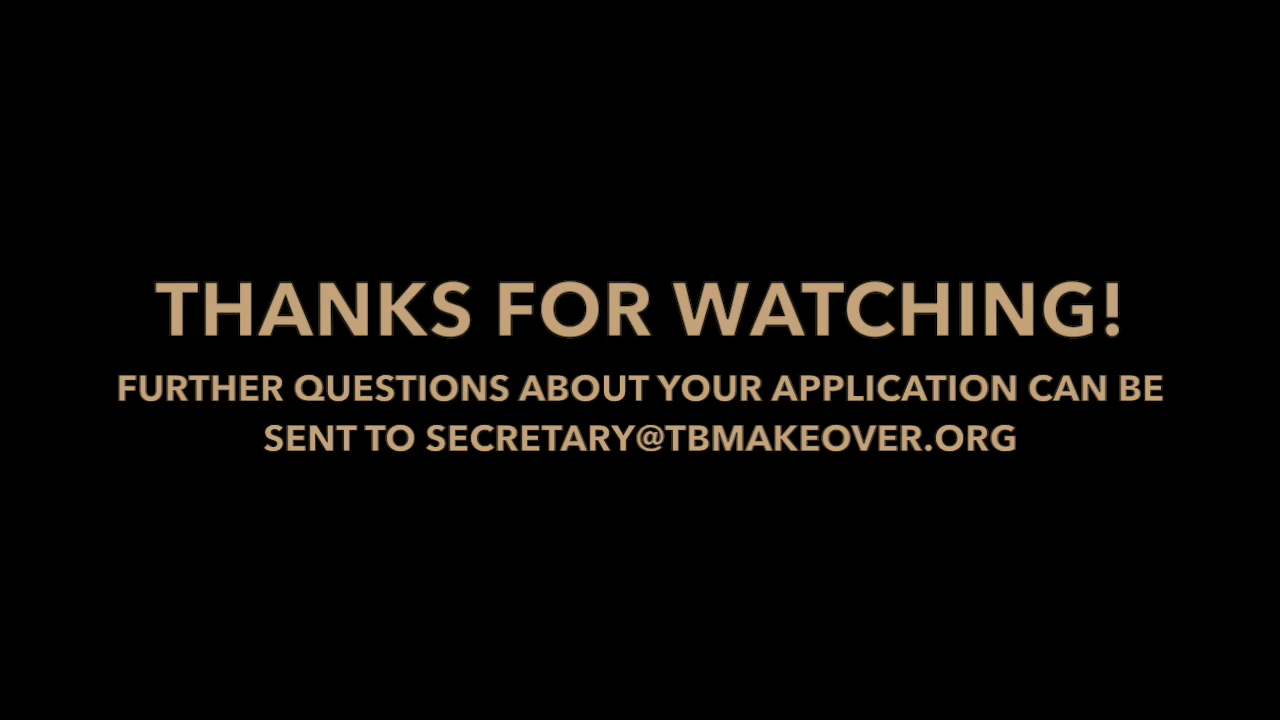 THANKS FOR WATCHING!
FURTHER QUESTIONS ABOUT YOUR APPLICATION CAN BE
SENT TO SECRETARY@TBMAKEOVER.ORG